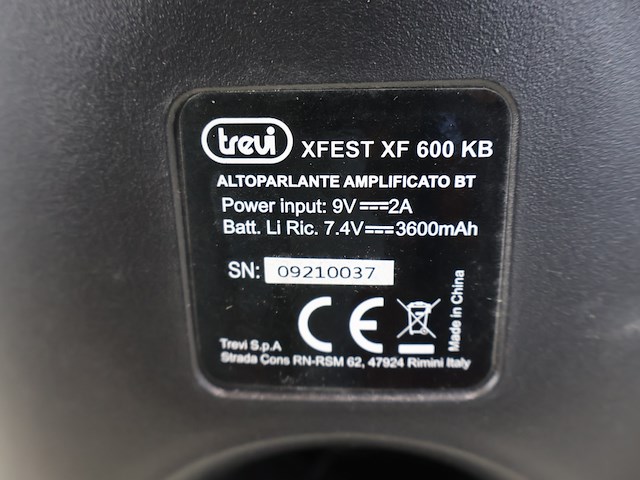 trevi XFEST XF 600 KB
ALTOPARLANTE AMPLIFICATO BT
Power input: 9V ⎓2A
Batt. Li Ric. 7.4V⎓3600mAh
SN: 09210037
CE
Made in China
Trevi S.p.A
Strada Cons RN-RSM 62, 47924 Rimini Italy